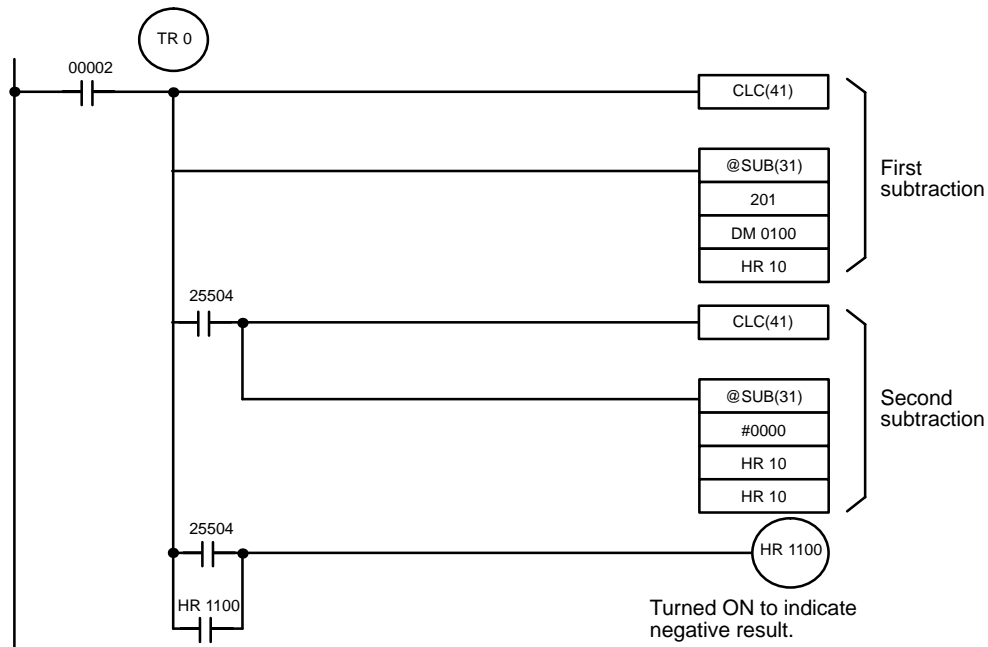 TR 0
00002
CLC(41)
@SUB(31)
201
DM 0100
HR 10
First
subtraction
25504
CLC(41)
@SUB(31)
#0000
HR 10
HR 10
Second
subtraction
25504
HR 1100
HR 1100
Turned ON to indicate
negative result.